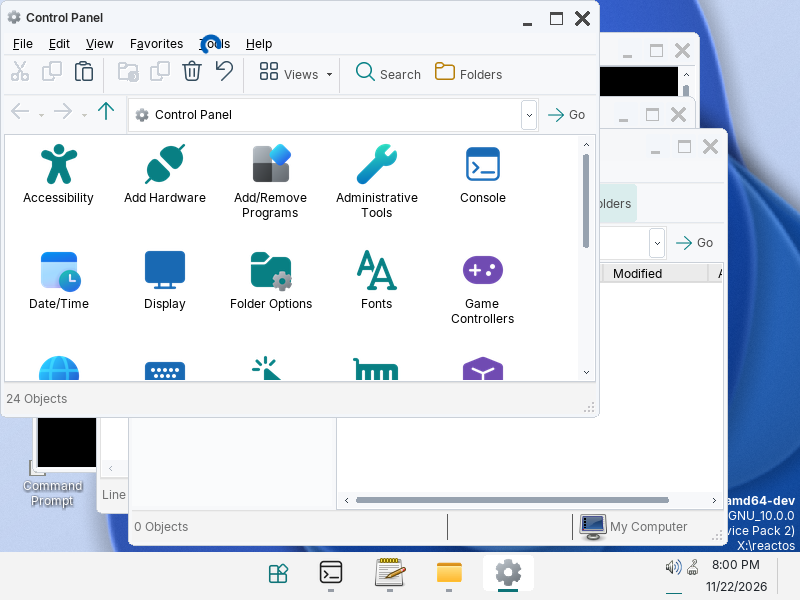 Control Panel
File Edit View Favorites Tools Help
Views Search Folders
Control Panel Go
Accessibility Add Hardware Add/Remove Programs Administrative Tools Console
Date/Time Display Folder Options Fonts Game Controllers
24 Objects
olders
Go
Modified A
Command Prompt
Line
0 Objects My Computer
amd64-dev
GNU_10.0.0
vice Pack 2)
X:\reactos
8:00 PM
11/22/2026